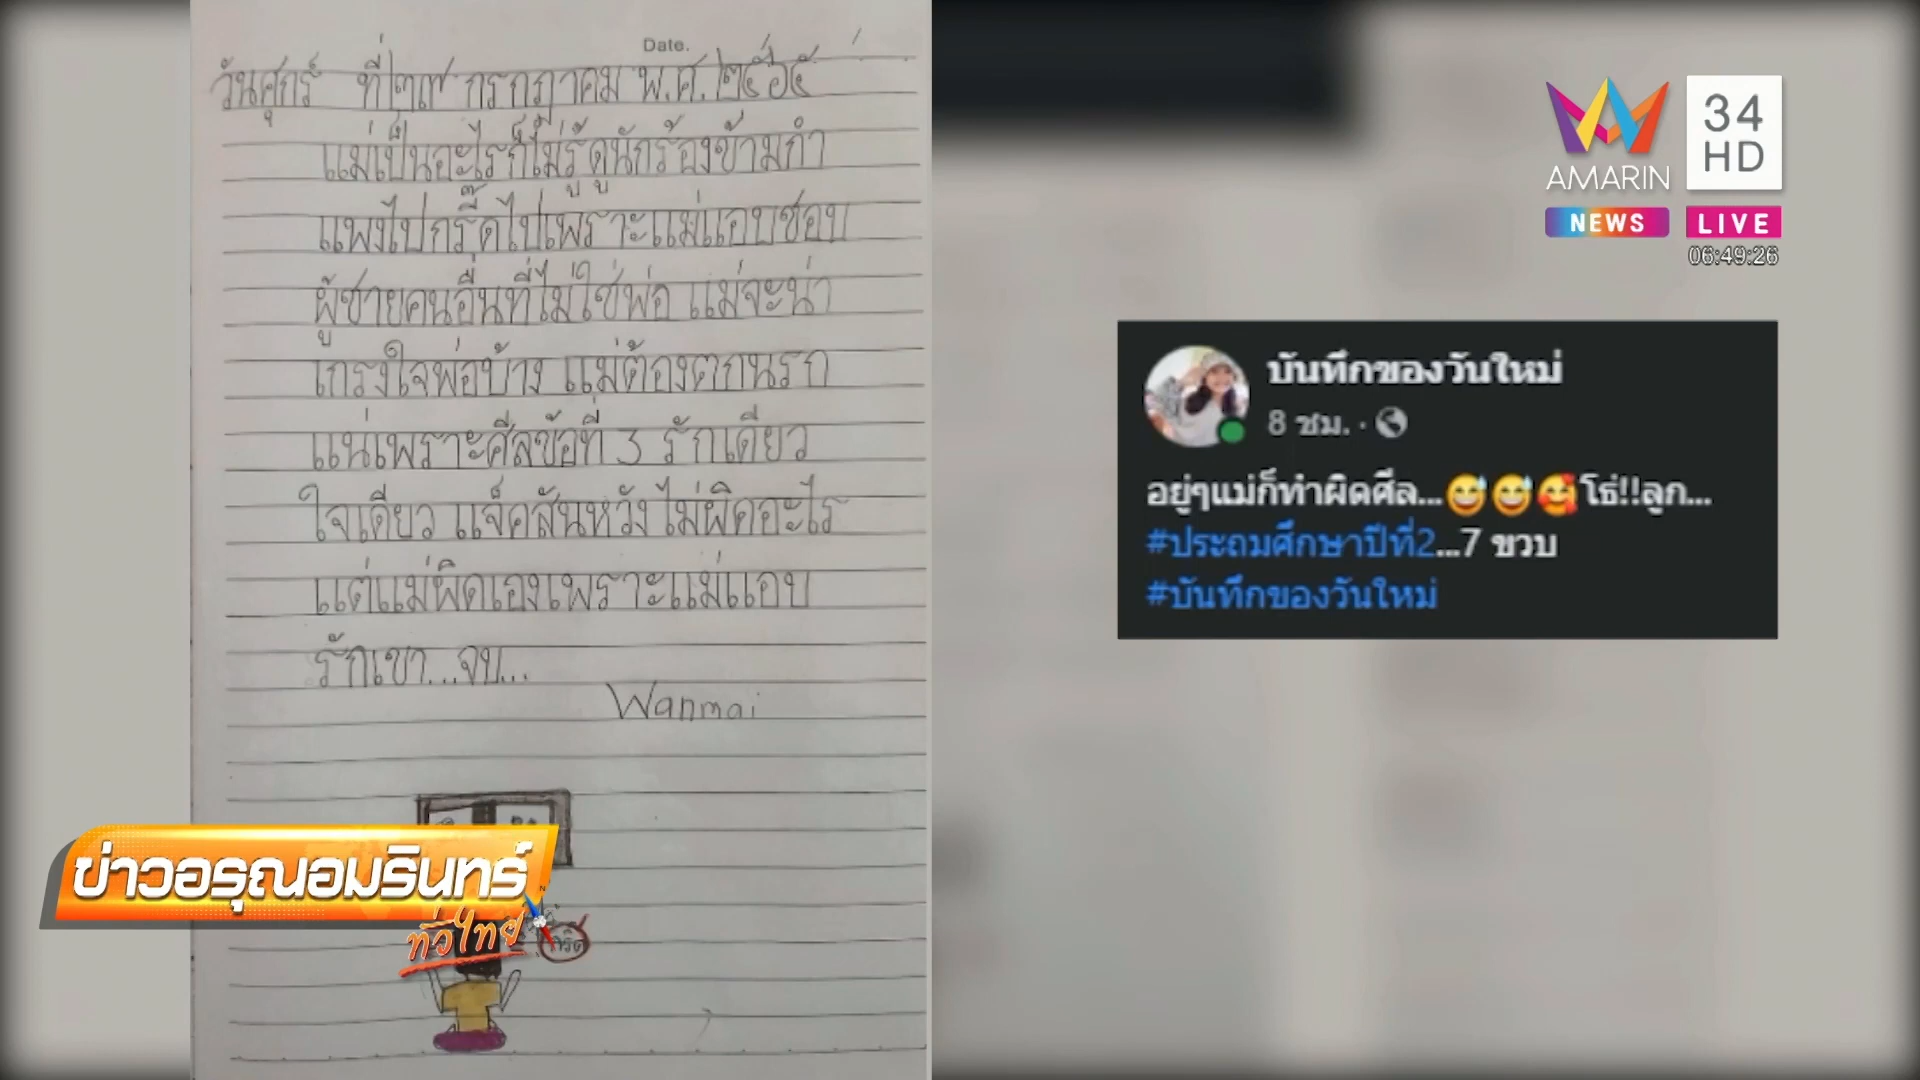 Date.
วันศุกร์ ที่ ๒๗ กรกฎาคม พ.ศ. ๒๕๖๕
แม่เป็นอะไรก็ไม่รู้ดูนักร้องข้ามกำ
แพงไปกรี๊ดไปเพราะแม่แอบชอบ
ผู้ชายคนอื่นที่ไม่ใช่พ่อ แม่จะน่า
เกรงใจพ่อบ้าง แม่ต้องตกนรก
แน่เพราะศีลข้อที่ 3 รักเดียว
ใจเดียว แจ็คสันหวังไม่ผิดอะไร
แต่แม่ผิดเองเพราะแม่แอบ
รักเขา...จบ...
Wanmai
กรี๊ด
ข่าวอรุณอมรินทร์
ทั่วไทย
AMARIN
NEWS
34
HD
LIVE
06:49:26
บันทึกของวันใหม่
8 ชม.
อยู่ๆแม่ก็ทำผิดศีล...😅😅🥰โธ่!!ลูก...
#ประถมศึกษาปีที่2...7 ขวบ
#บันทึกของวันใหม่